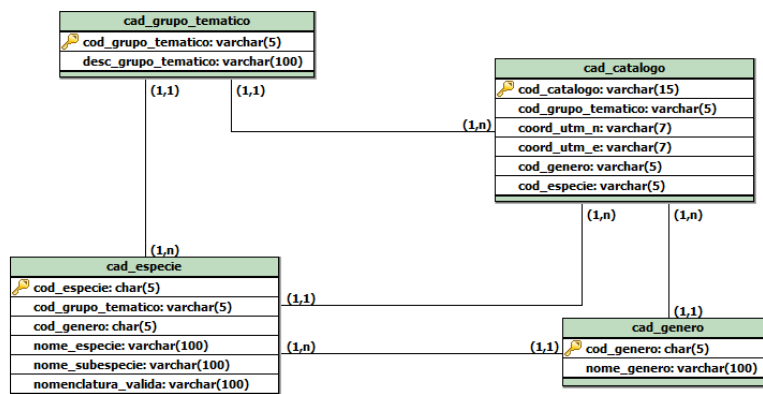 cad_grupo_tematico
cod_grupo_tematico: varchar(5)
desc_grupo_tematico: varchar(100)
(1,1)
(1,1)
cad_catalogo
cod_catalogo: varchar(15)
cod_grupo_tematico: varchar(5)
coord_utm_n: varchar(7)
coord_utm_e: varchar(7)
cod_genero: varchar(5)
cod_especie: varchar(5)
(1,n)
(1,n)
(1,n)
(1,n)
cad_especie
cod_especie: char(5)
cod_grupo_tematico: varchar(5)
cod_genero: char(5)
nome_especie: varchar(100)
nome_subespecie: varchar(100)
nomenclatura_valida: varchar(100)
(1,1)
(1,n)
(1,1)
(1,1)
cad_genero
cod_genero: char(5)
nome_genero: varchar(100)